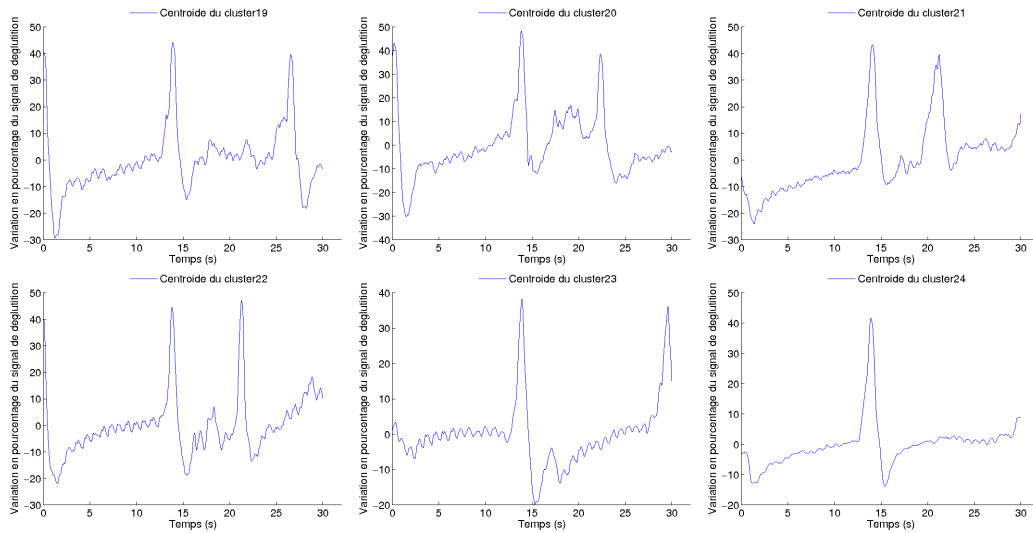 Centroide du cluster19
Variation en pourcentage du signal de deglutition
50
40
30
20
10
0
−10
−20
−30
0 5 10 15 20 25 30
Temps (s)
Centroide du cluster20
Variation en pourcentage du signal de deglutition
50
40
30
20
10
0
−10
−20
−30
−40
0 5 10 15 20 25 30
Temps (s)
Centroide du cluster21
Variation en pourcentage du signal de deglutition
50
40
30
20
10
0
−10
−20
−30
0 5 10 15 20 25 30
Temps (s)
Centroide du cluster22
Variation en pourcentage du signal de deglutition
50
40
30
20
10
0
−10
−20
−30
0 5 10 15 20 25 30
Temps (s)
Centroide du cluster23
Variation en pourcentage du signal de deglutition
40
30
20
10
0
−10
−20
0 5 10 15 20 25 30
Temps (s)
Centroide du cluster24
Variation en pourcentage du signal de deglutition
50
40
30
20
10
0
−10
−20
0 5 10 15 20 25 30
Temps (s)